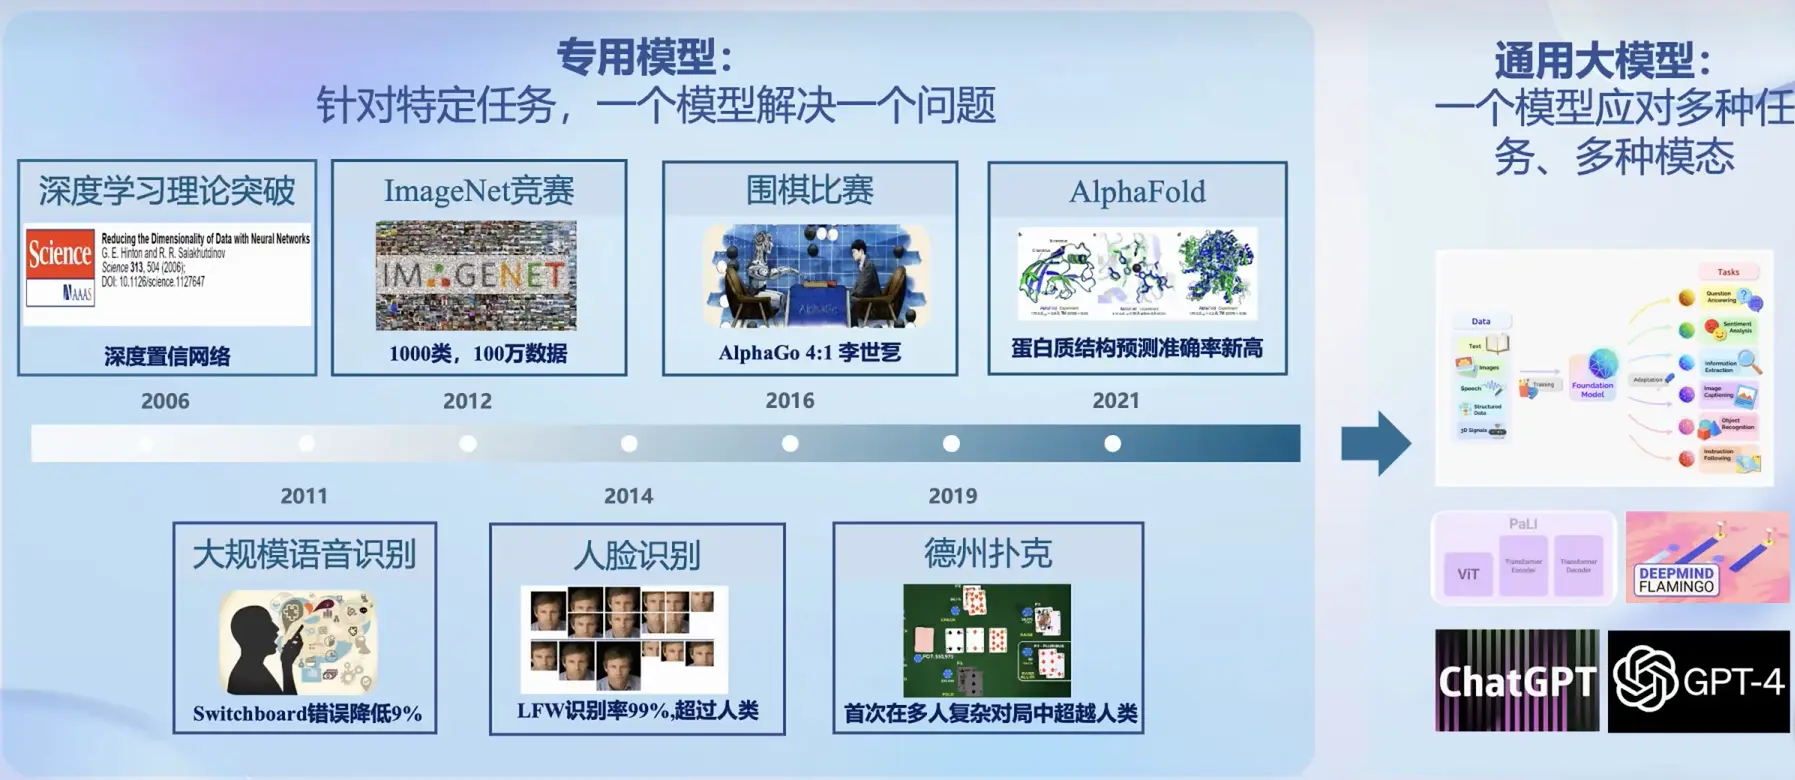 专用模型：
针对特定任务，一个模型解决一个问题
深度学习理论突破
Science
AAAS
Reducing the Dimensionality of Data with Neural Networks
G. E. Hinton and R. R. Salakhutdinov
Science 313, 504 (2006);
DOI: 10.1126/science.1127647
深度置信网络
ImageNet竞赛
IMAGENET
1000类，100万数据
围棋比赛
AlphaGo
AlphaGo 4:1 李世乭
AlphaFold
蛋白质结构预测准确率新高
2006
2012
2016
2021
2011
2014
2019
大规模语音识别
Switchboard错误降低9%
人脸识别
LFW识别率99%,超过人类
德州扑克
首次在多人复杂对局中超越人类
通用大模型：
一个模型应对多种任
务、多种模态
Data
Text
Images
Speech
Structured
Data
3D Signals
Training
Foundation
Model
Adaptation
Tasks
Question
Answering
Sentiment
Analysis
Information
Extraction
Image
Captioning
Object
Recognition
Instruction
Following
PaLI
ViT
Transformer
Encoder
Transformer
Decoder
DEEPMIND
FLAMINGO
ChatGPT
GPT-4